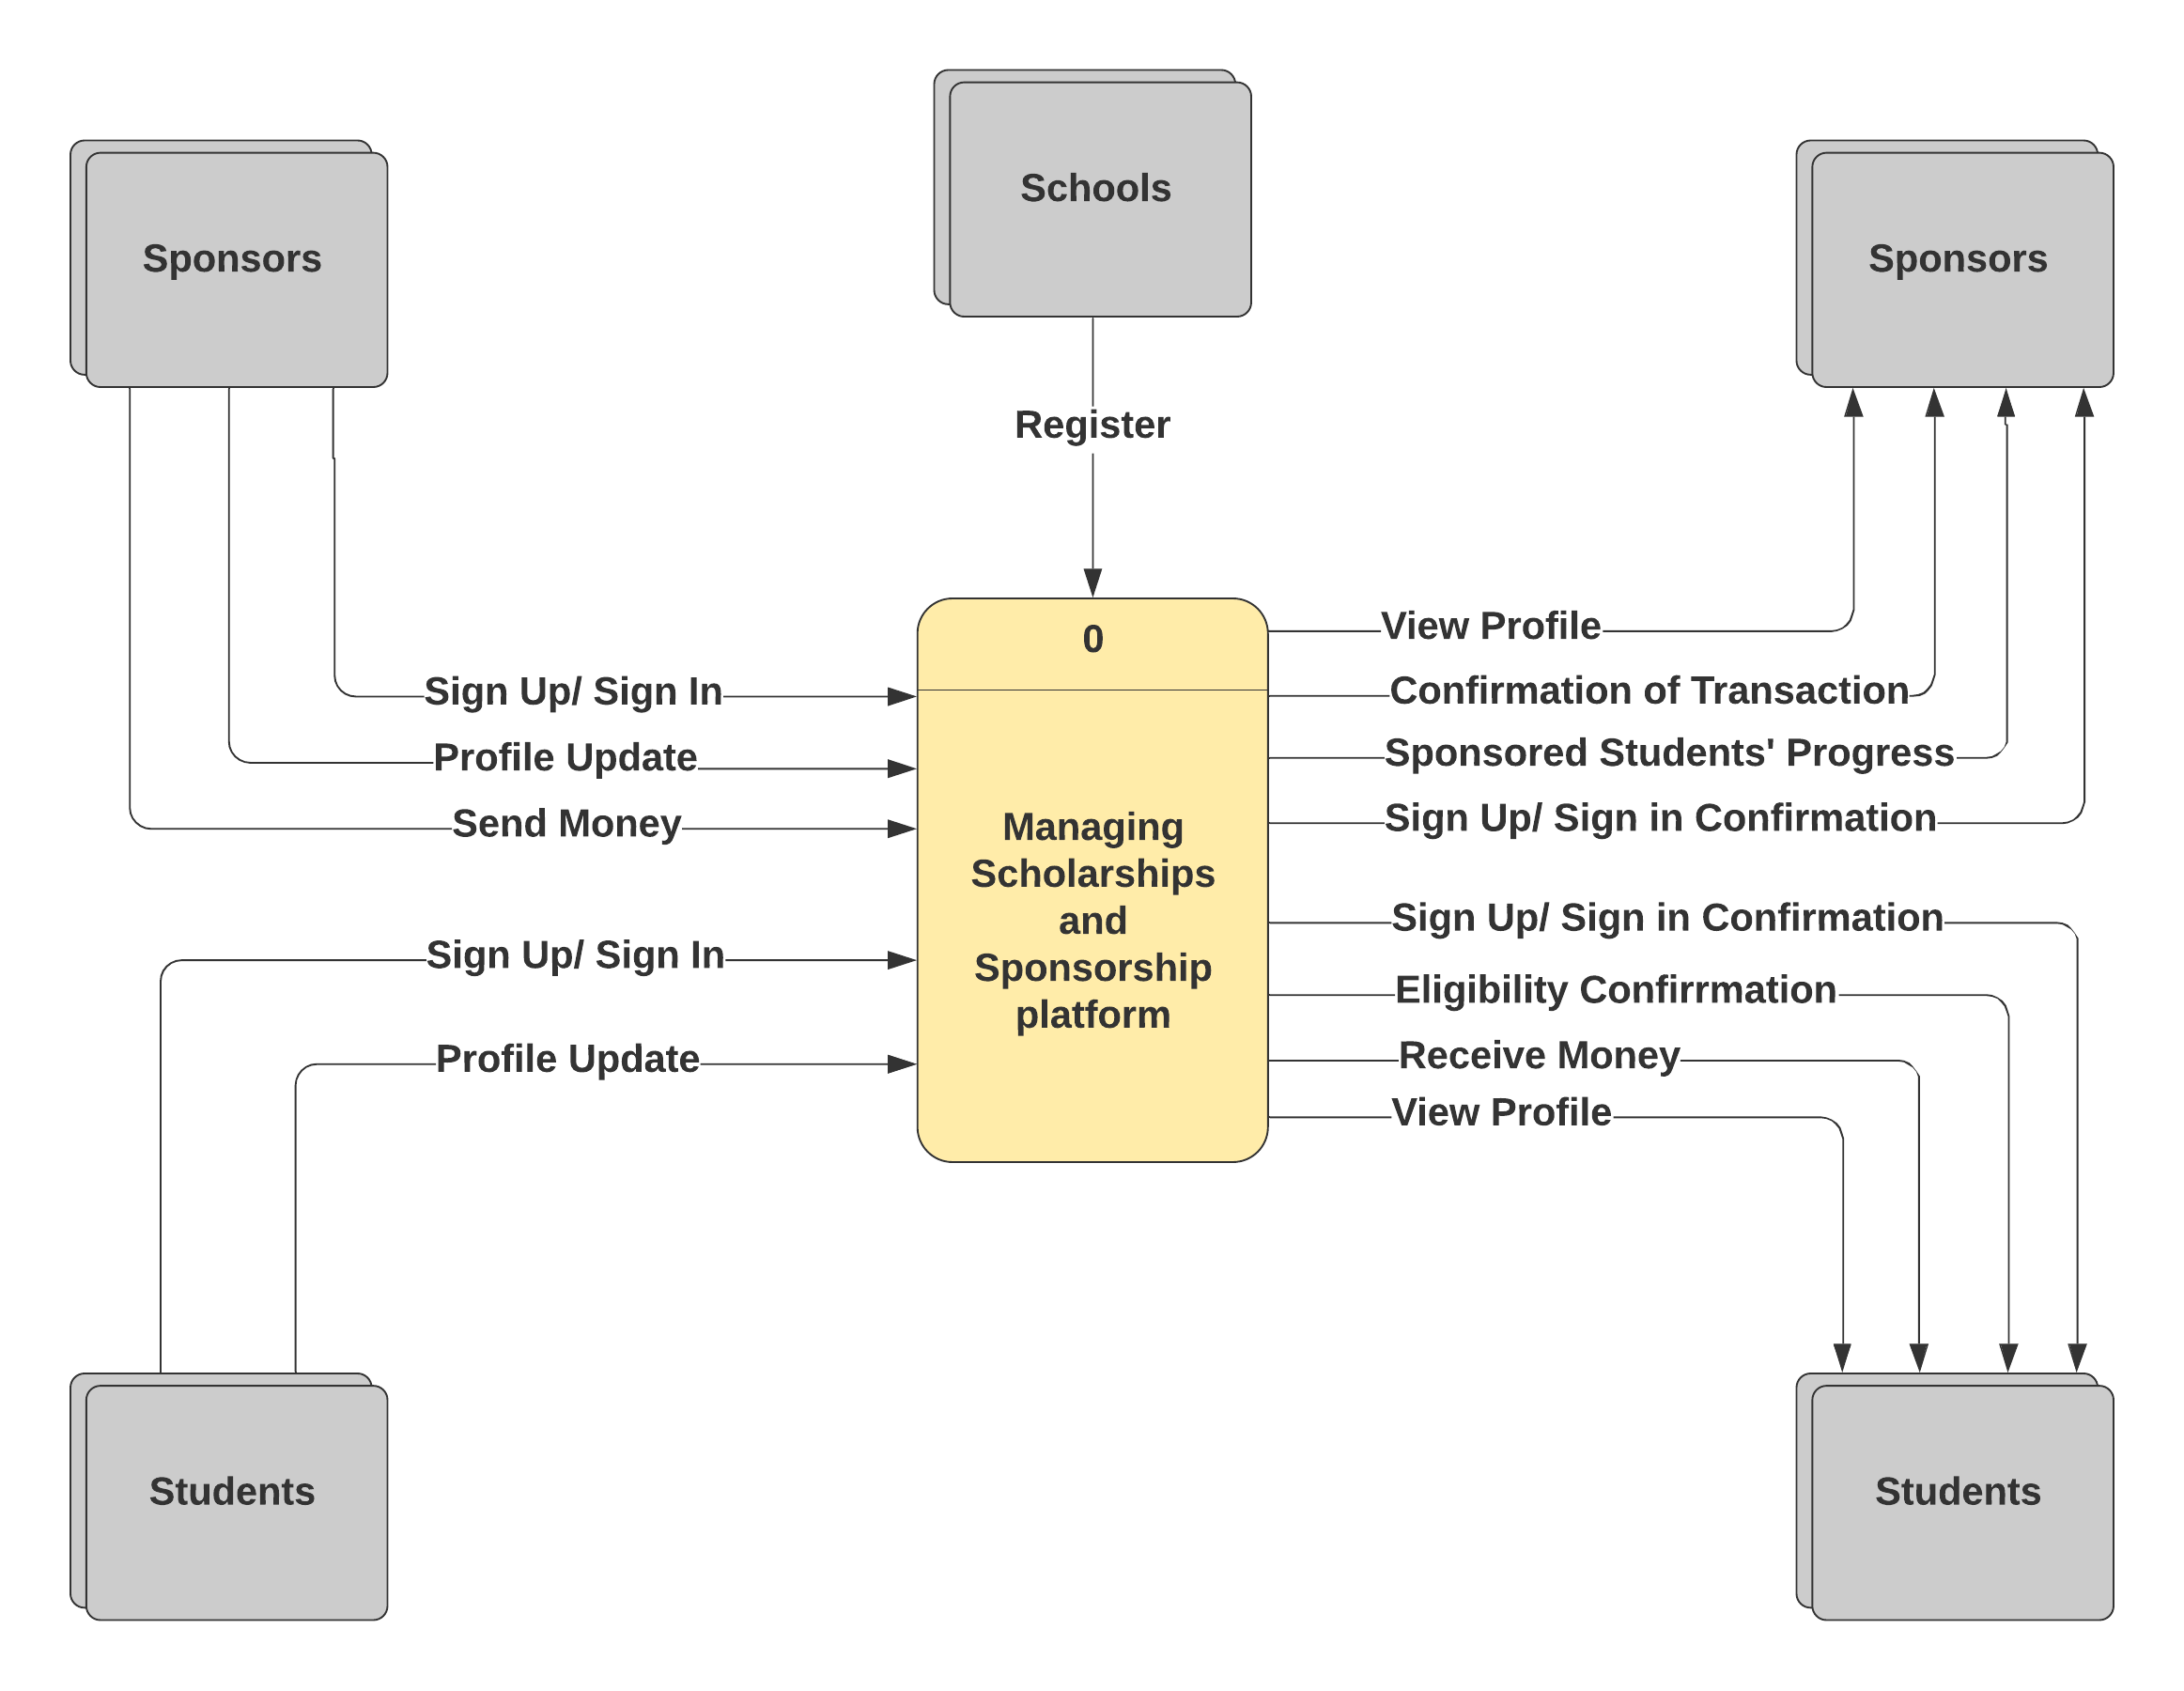 Schools
Sponsors
Sponsors
Register
View Profile
0
Sign Up/ Sign In
Confirmation of Transaction
Profile Update
Sponsored Students' Progress
Send Money
Sign Up/ Sign in Confirmation
Managing
Scholarships
and
Sponsorship
platform
Sign Up/ Sign in Confirmation
Sign Up/ Sign In
Eligibility Confirrmation
Profile Update
Receive Money
View Profile
Students
Students